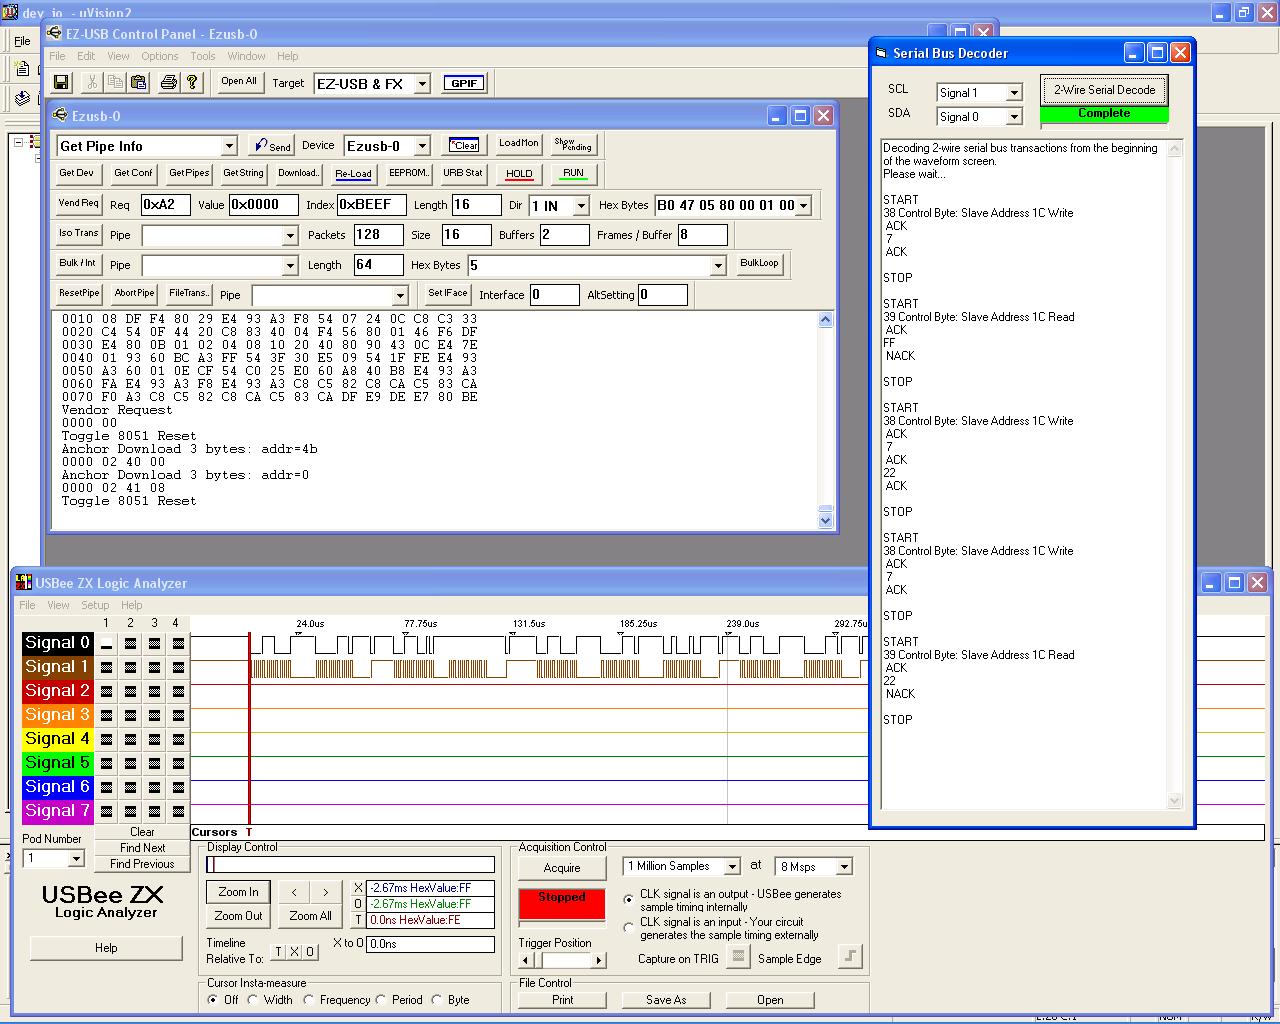 dev_io - uVision2
File
EZ-USB Control Panel - Ezusb-0
File Edit View Options Tools Window Help
Open All Target EZ-USB & FX GPIF
Ezusb-0
Get Pipe Info Send Device Ezusb-0 Clear LoadMon Show Pending
Get Dev Get Conf Get Pipes Get String Download.. Re-Load EEPROM.. URB Stat HOLD RUN
Vend Req Req 0xA2 Value 0x0000 Index 0xBEEF Length 16 Dir 1 IN Hex Bytes B0 47 05 80 00 01 00
Iso Trans Pipe Packets 128 Size 16 Buffers 2 Frames / Buffer 8
Bulk / Int Pipe Length 64 Hex Bytes 5 BulkLoop
ResetPipe AbortPipe FileTrans.. Pipe Set IFace Interface 0 AltSetting 0
0010 08 DF F4 80 29 E4 93 A3 F8 54 07 24 0C C8 C3 33
0020 C4 54 0F 44 20 C8 83 40 04 F4 56 80 01 46 F6 DF
0030 E4 80 0B 01 02 04 08 10 20 40 80 90 43 0C E4 7E
0040 01 93 60 BC A3 FF 54 3F 30 E5 09 54 1F FE E4 93
0050 A3 60 01 0E CF 54 C0 25 E0 60 A8 40 B8 E4 93 A3
0060 FA E4 93 A3 F8 E4 93 A3 C8 C5 82 C8 CA C5 83 CA
0070 F0 A3 C8 C5 82 C8 CA C5 83 CA DF E9 DE E7 80 BE
Vendor Request
0000 00
Toggle 8051 Reset
Anchor Download 3 bytes: addr=4b
0000 02 40 00
Anchor Download 3 bytes: addr=0
0000 02 41 08
Toggle 8051 Reset
Serial Bus Decoder
SCL Signal 1 2-Wire Serial Decode
SDA Signal 0 Complete
Decoding 2-wire serial bus transactions from the beginning
of the waveform screen.
Please wait...
START
38 Control Byte: Slave Address 1C Write
ACK
7
ACK
STOP
START
39 Control Byte: Slave Address 1C Read
ACK
FF
NACK
STOP
START
38 Control Byte: Slave Address 1C Write
ACK
7
ACK
22
ACK
STOP
START
38 Control Byte: Slave Address 1C Write
ACK
7
ACK
STOP
START
39 Control Byte: Slave Address 1C Read
ACK
22
NACK
STOP
USBee ZX Logic Analyzer
File View Setup Help
1 2 3 4 24.0us 77.75us 131.5us 185.25us 239.0us 292.75
Signal 0
Signal 1
Signal 2
Signal 3
Signal 4
Signal 5
Signal 6
Signal 7
Cursors T
Pod Number
1
Clear
Find Next
Find Previous
USBee ZX
Logic Analyzer
Help
Display Control
Zoom In < > X -2.67ms HexValue:FF
O -2.67ms HexValue:FF
Zoom Out Zoom All T 0.0ns HexValue:FE
Timeline
Relative To: T X O X to O 0.0ns
Cursor Insta-measure
Off Width Frequency Period Byte
Acquisition Control
Acquire 1 Million Samples at 8 Msps
Stopped
CLK signal is an output - USBee generates
sample timing internally
CLK signal is an input - Your circuit
generates the sample timing externally
Trigger Position
Capture on TRIG Sample Edge
File Control
Print Save As Open